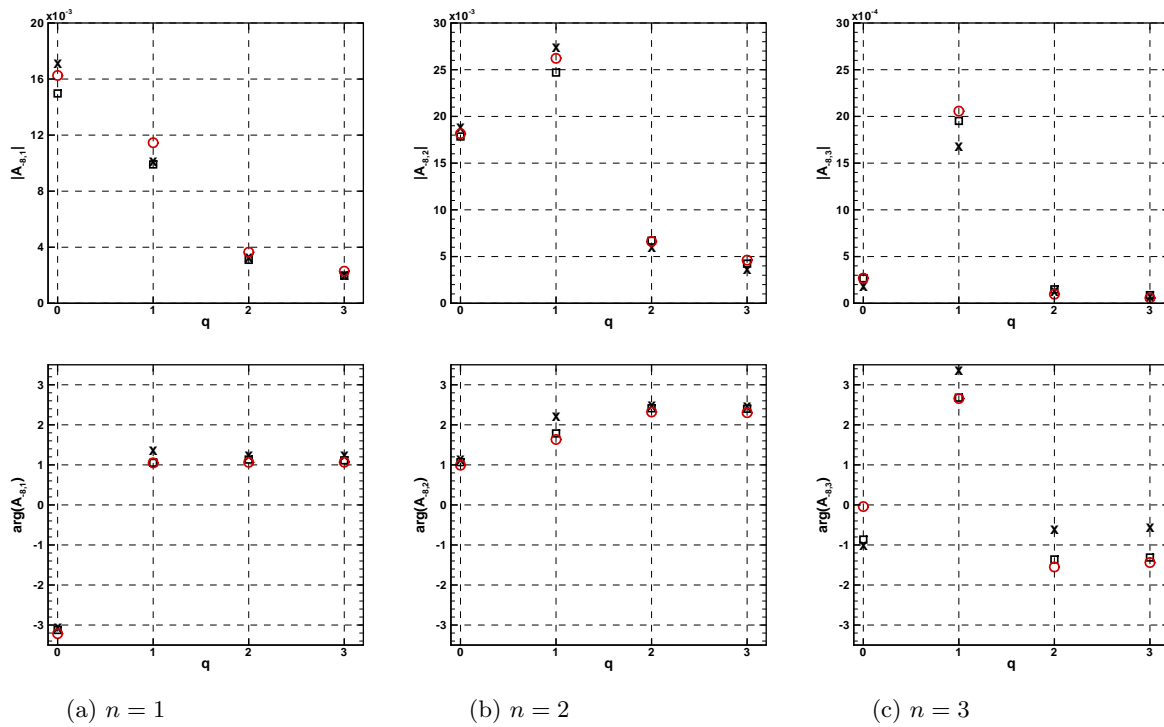 x10⁻³
20
16
12
8
4
0
|A₋₈,₁|
0 1 2 3
q
x10⁻³
30
25
20
15
10
5
0
|A₋₈,₂|
0 1 2 3
q
x10⁻⁴
30
25
20
15
10
5
0
|A₋₈,₃|
0 1 2 3
q
3
2
1
0
-1
-2
-3
arg(A₋₈,₁)
0 1 2 3
q
3
2
1
0
-1
-2
-3
arg(A₋₈,₂)
0 1 2 3
q
3
2
1
0
-1
-2
-3
arg(A₋₈,₃)
0 1 2 3
q
(a) n = 1
(b) n = 2
(c) n = 3